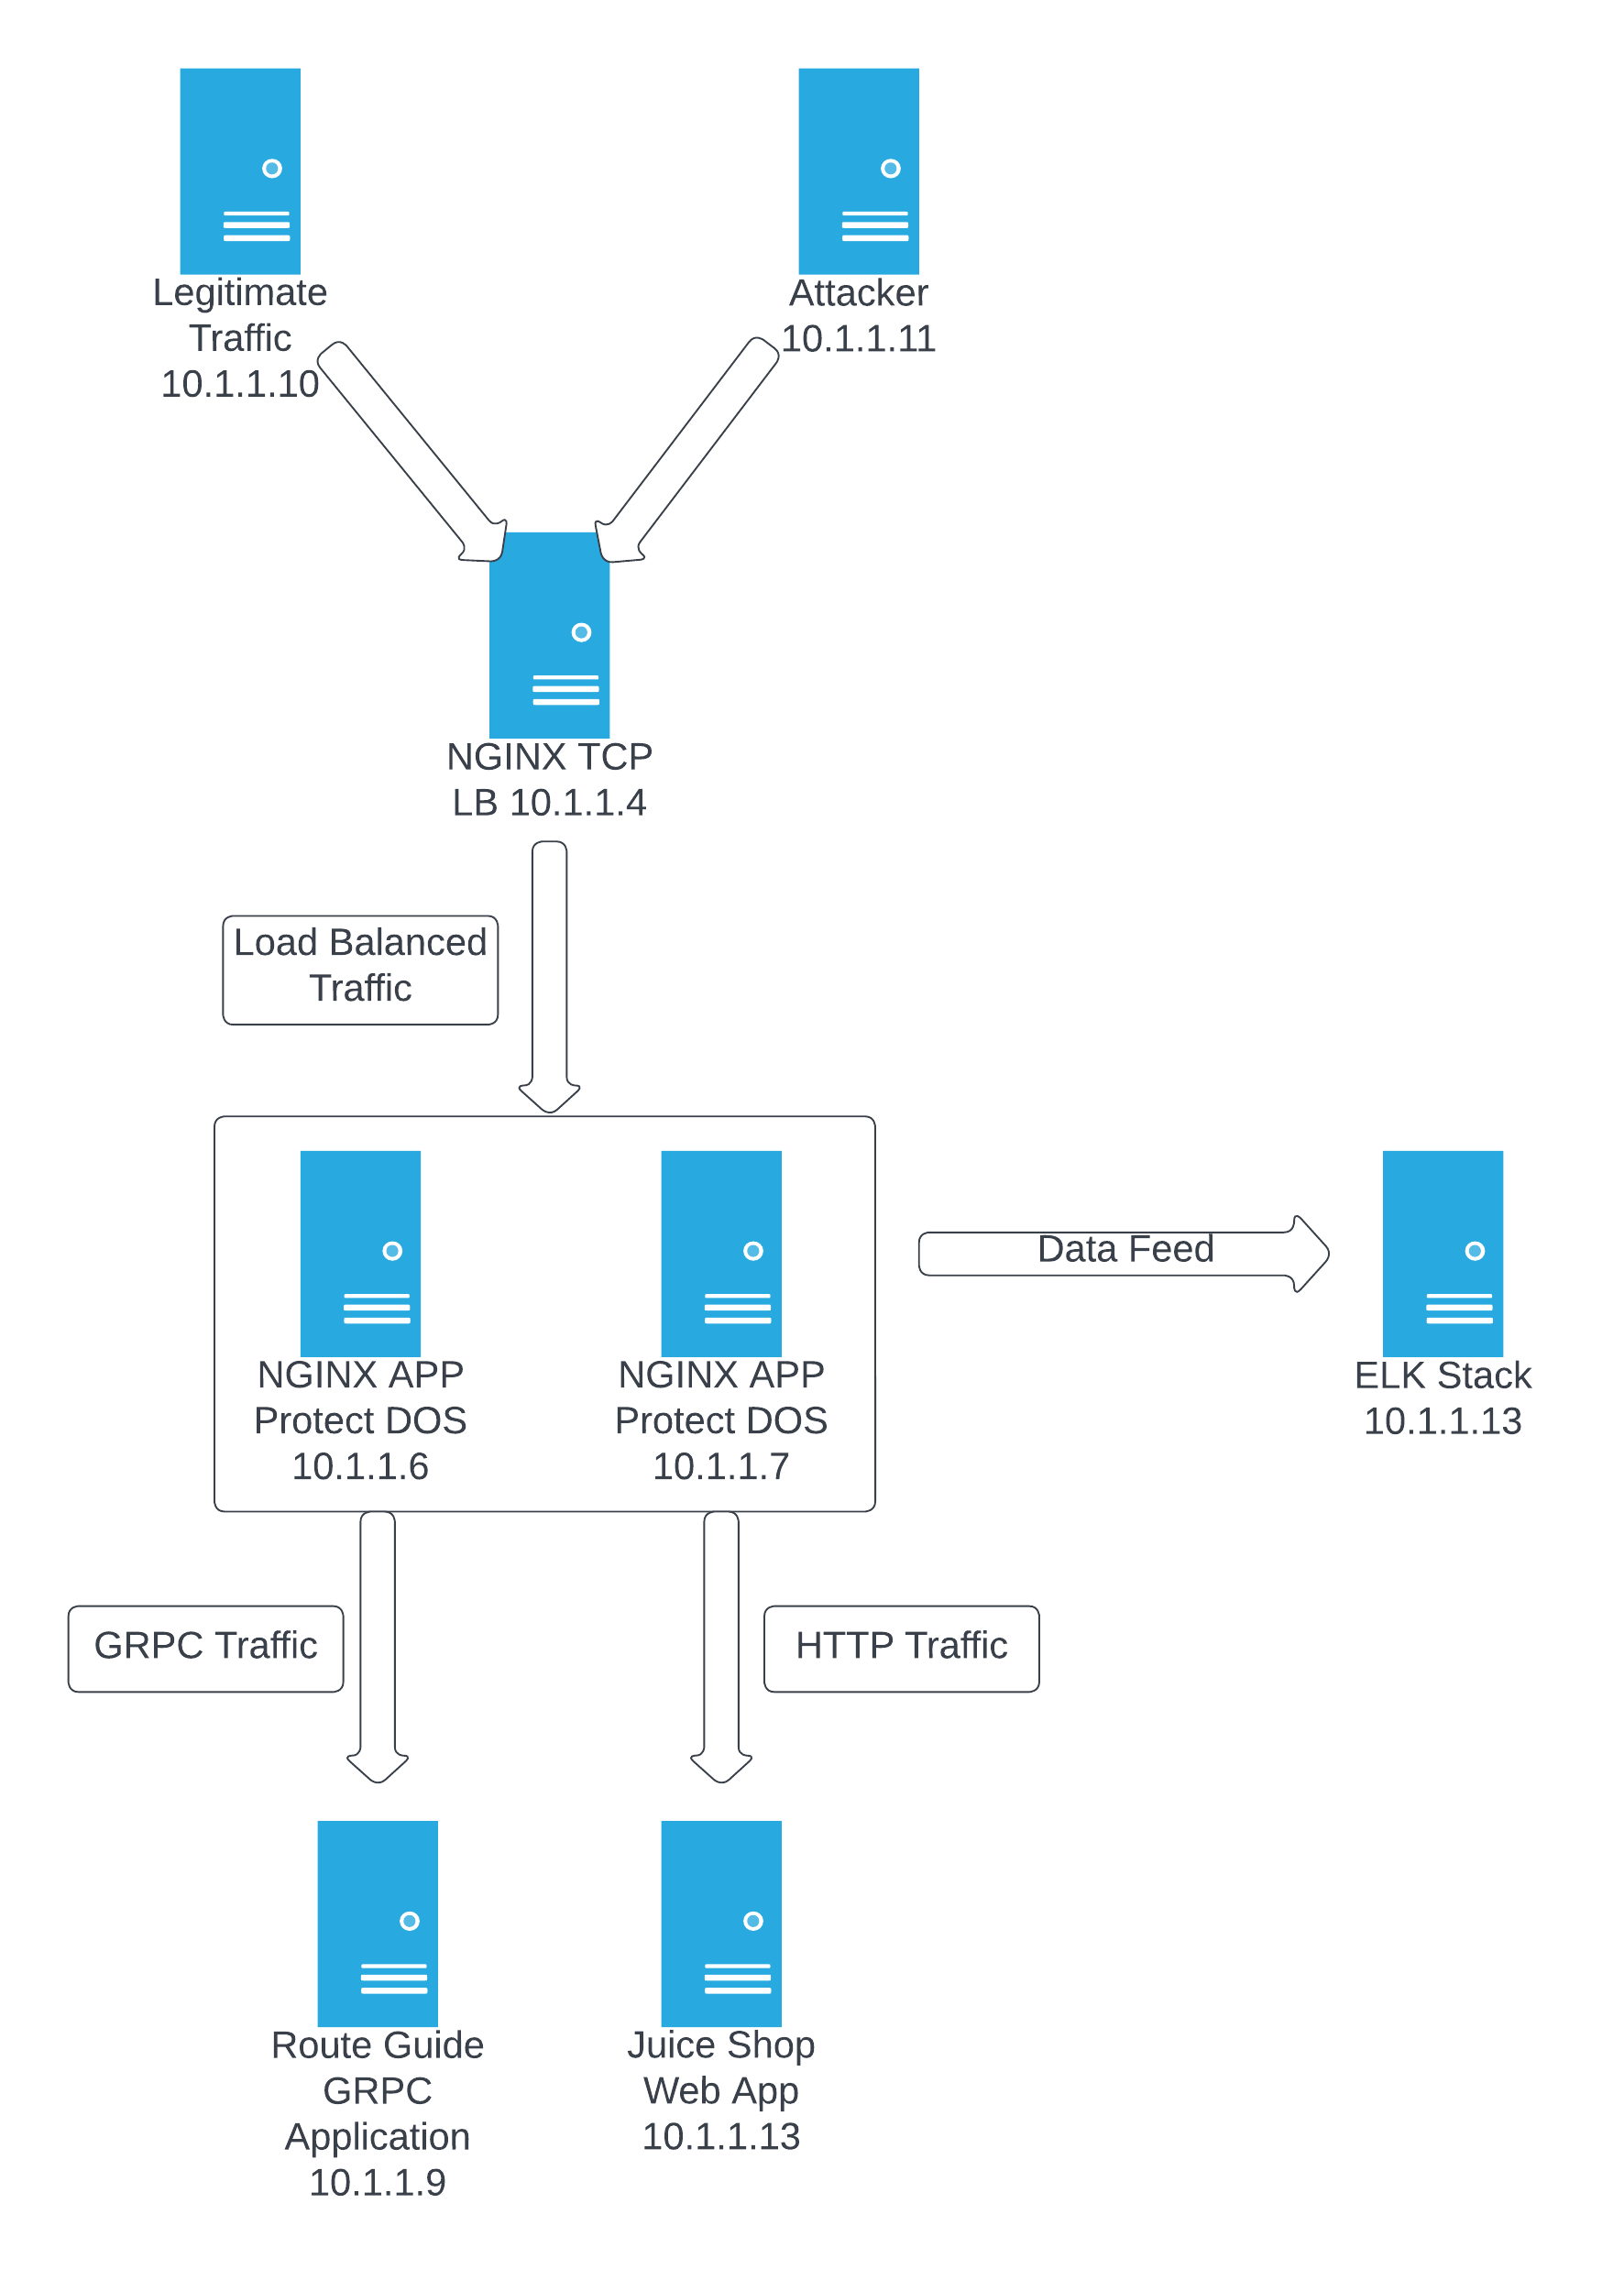 Legitimate
Traffic
10.1.1.10
Attacker
10.1.1.11
NGINX TCP
LB 10.1.1.4
Load Balanced
Traffic
NGINX APP
Protect DOS
10.1.1.6
NGINX APP
Protect DOS
10.1.1.7
Data Feed
ELK Stack
10.1.1.13
GRPC Traffic
HTTP Traffic
Route Guide
GRPC
Application
10.1.1.9
Juice Shop
Web App
10.1.1.13